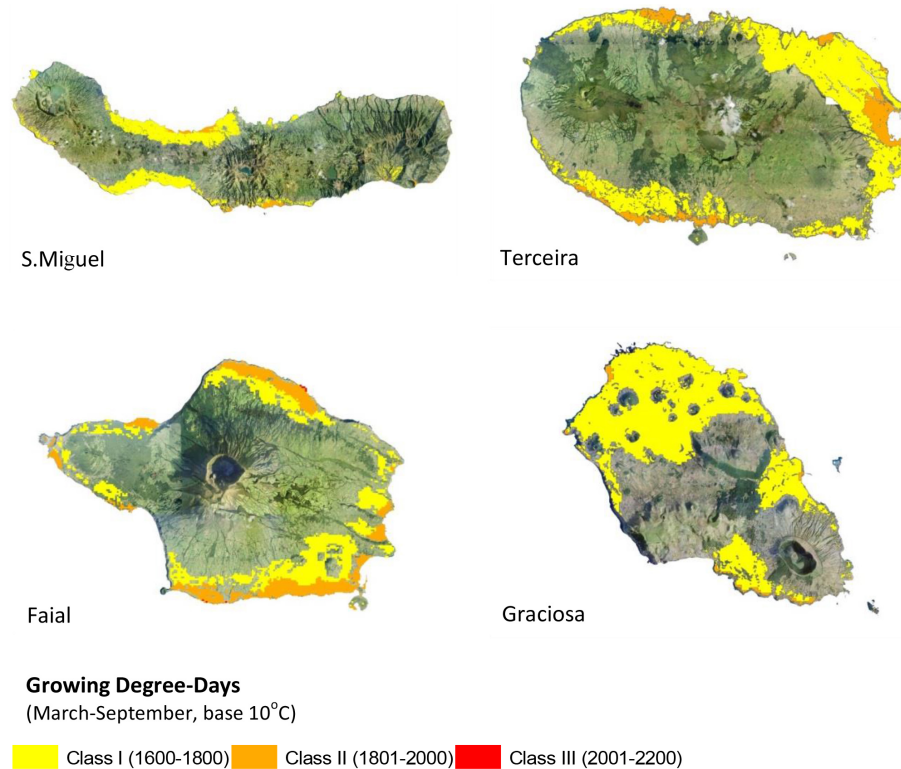 S.Miguel
Terceira
Faial
Graciosa
Growing Degree-Days
(March-September, base 10°C)
Class I (1600-1800) Class II (1801-2000) Class III (2001-2200)